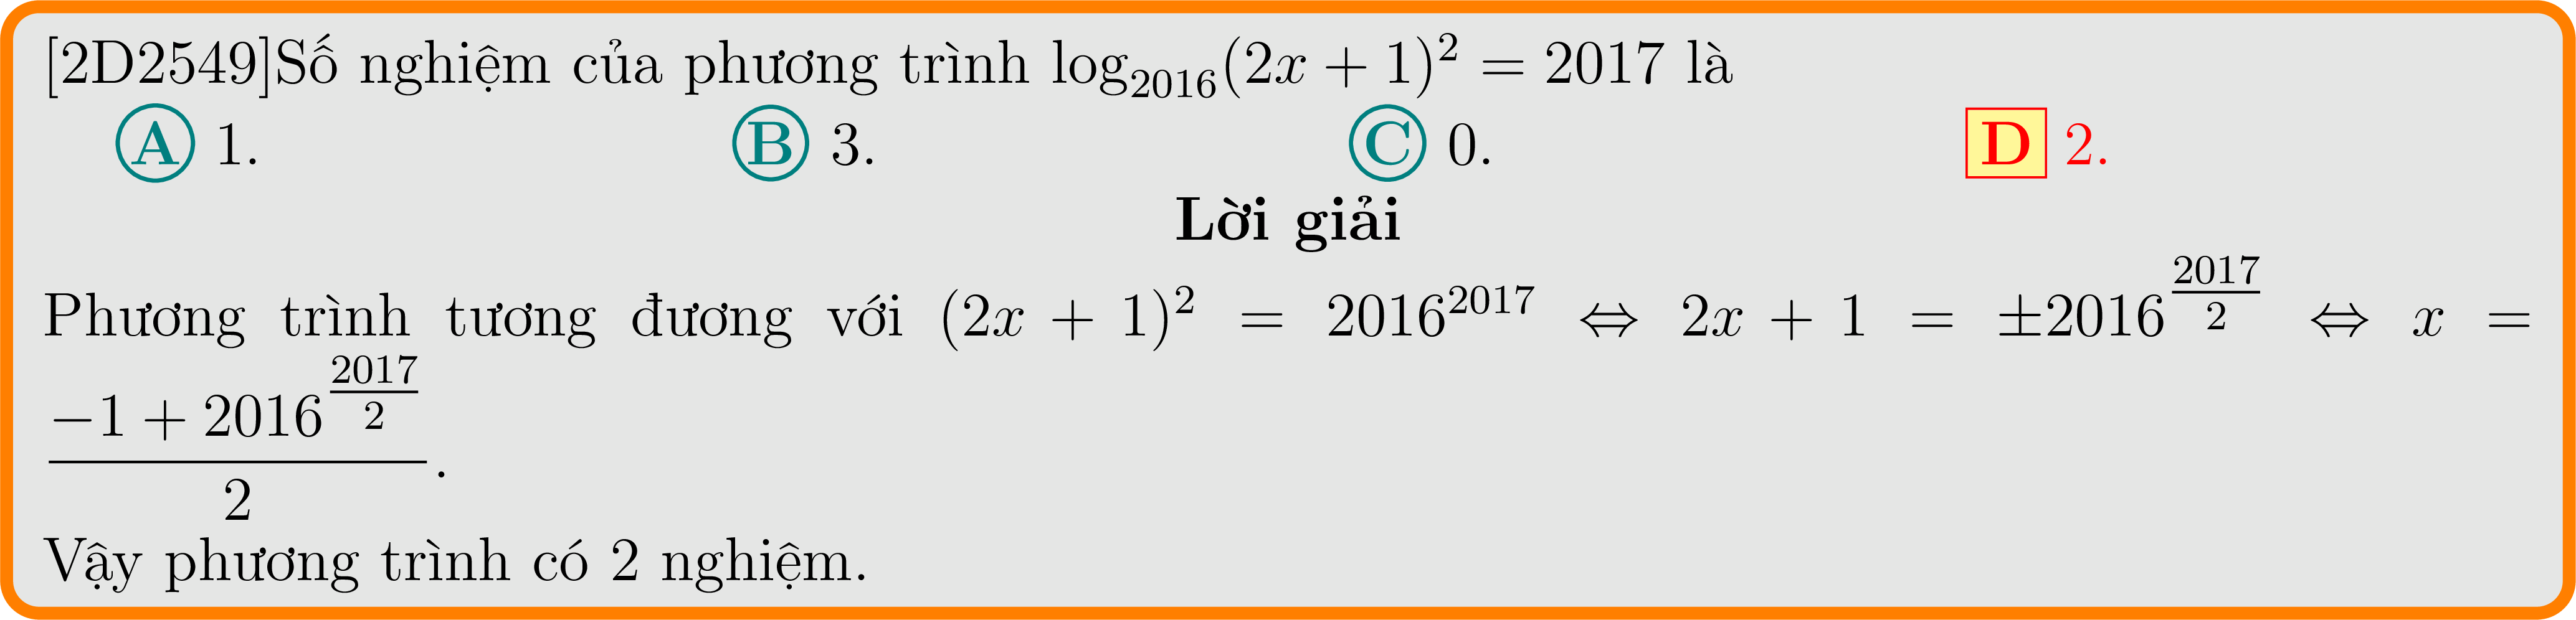 [2D2549]Số nghiệm của phương trình $\log_{2016}(2x + 1)^2 = 2017$ là
A 1. B 3. C 0. D 2.
Lời giải
Phương trình tương đương với $(2x + 1)^2 = 2016^{2017} \Leftrightarrow 2x + 1 = \pm 2016^{\frac{2017}{2}} \Leftrightarrow x =$
$\frac{-1 + 2016^{\frac{2017}{2}}}{2}$.
Vậy phương trình có 2 nghiệm.